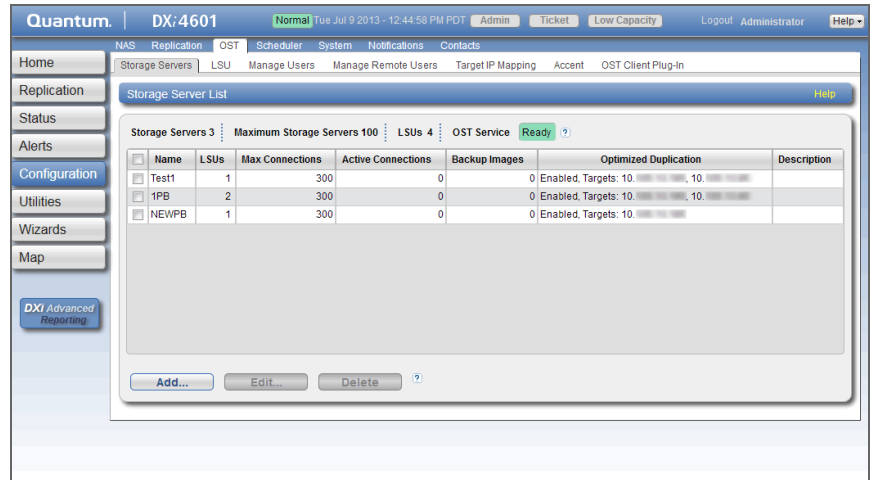 Quantum. DXi4601 Normal Tue Jul 9 2013 - 12:44:58 PM PDT Admin Ticket Low Capacity Logout Administrator Help
NAS Replication OST Scheduler System Notifications Contacts
Storage Servers LSU Manage Users Manage Remote Users Target IP Mapping Accent OST Client Plug-In
Home
Replication
Status
Alerts
Configuration
Utilities
Wizards
Map
DXi Advanced
Reporting
Storage Server List Help
Storage Servers 3 Maximum Storage Servers 100 LSUs 4 OST Service Ready ?
Name LSUs Max Connections Active Connections Backup Images Optimized Duplication Description
Test1 1 300 0 0 Enabled, Targets: 10. , 10.
1PB 2 300 0 0 Enabled, Targets: 10. , 10.
NEWPB 1 300 0 0 Enabled, Targets: 10.
Add... Edit... Delete ?